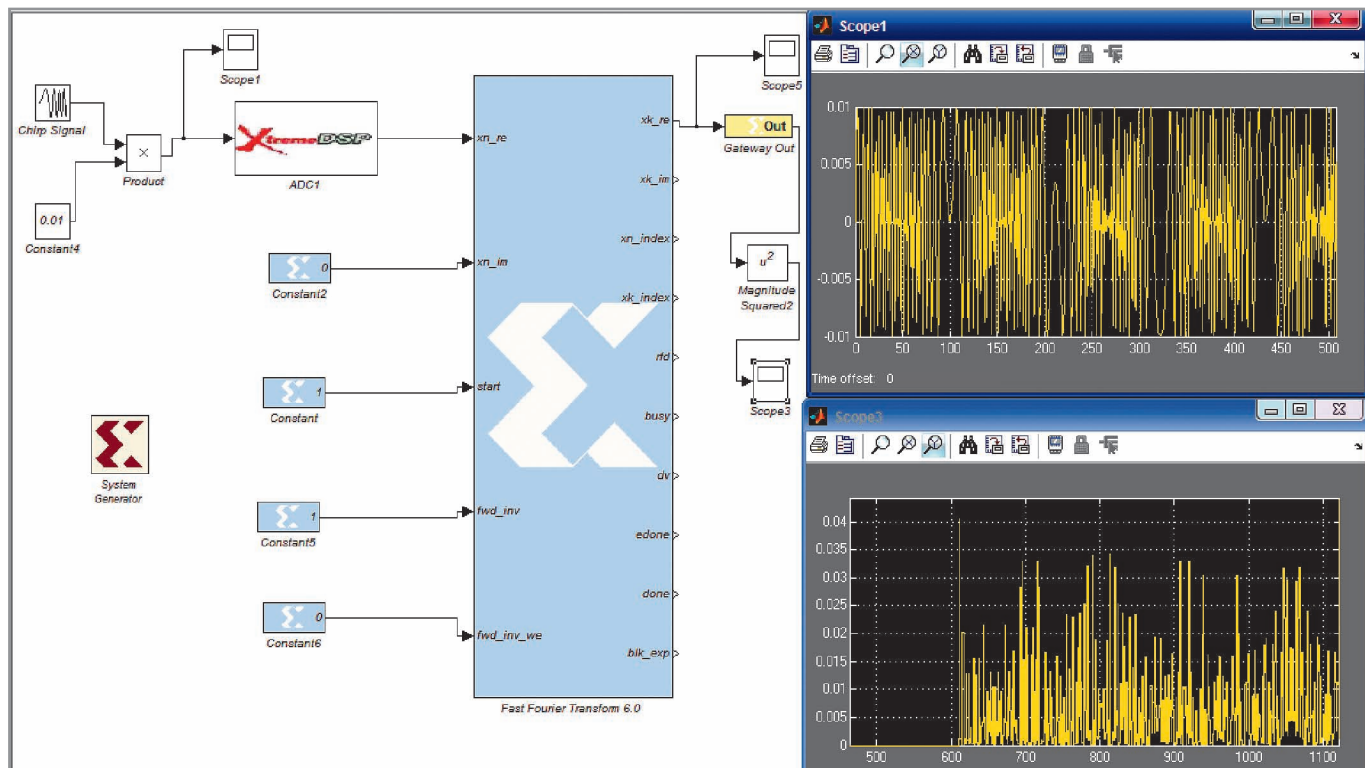 Scope1
Chirp Signal
×
Product
0.01
Constant4
XtremeDSP
ADC1
0
Constant2
1
Constant
1
Constant5
0
Constant6
System
Generator
xn_re
xn_im
start
fwd_inv
fwd_inv_we
xk_re
xk_im
xn_index
xk_index
rfd
busy
dv
edone
done
blk_exp
Fast Fourier Transform 6.0
Scope5
Out
Gateway Out
u2
Magnitude
Squared2
Scope3
Scope1
0.01
0.005
0
-0.005
-0.01
0 50 100 150 200 250 300 350 400 450 500
Time offset: 0
Scope3
0.04
0.035
0.03
0.025
0.02
0.015
0.01
0.005
0
500 600 700 800 900 1000 1100